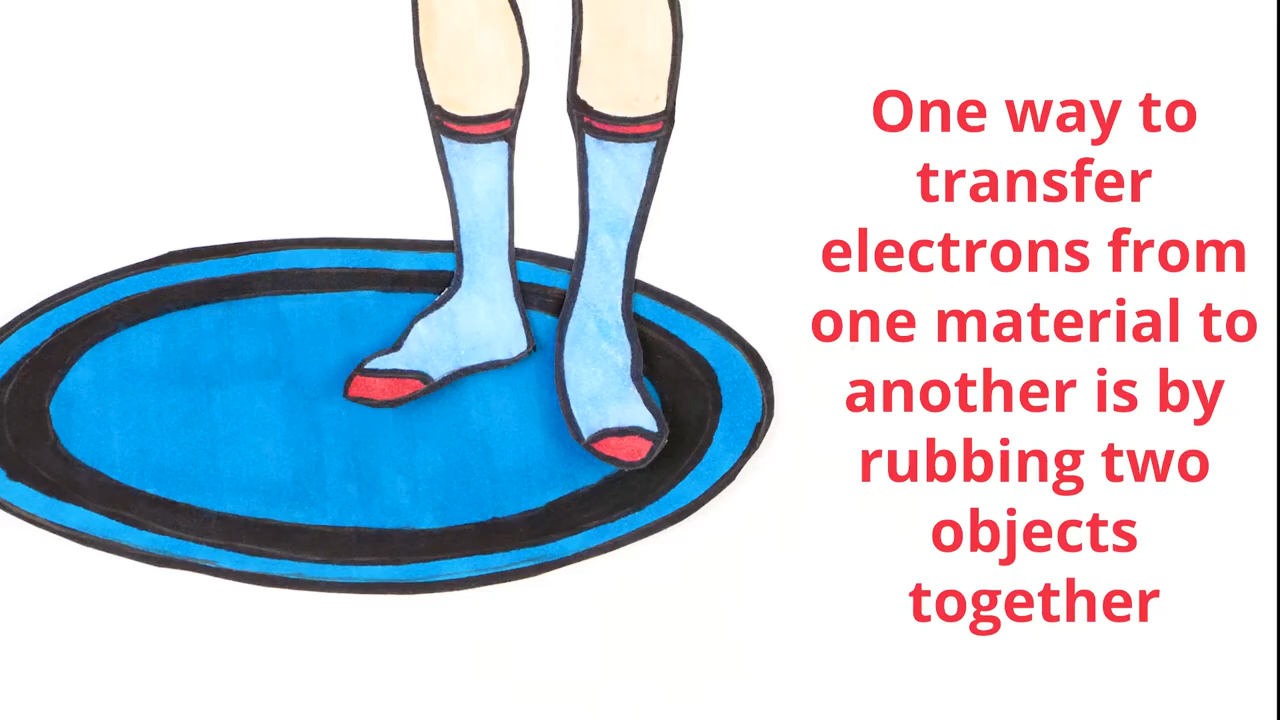 One way to
transfer
electrons from
one material to
another is by
rubbing two
objects
together